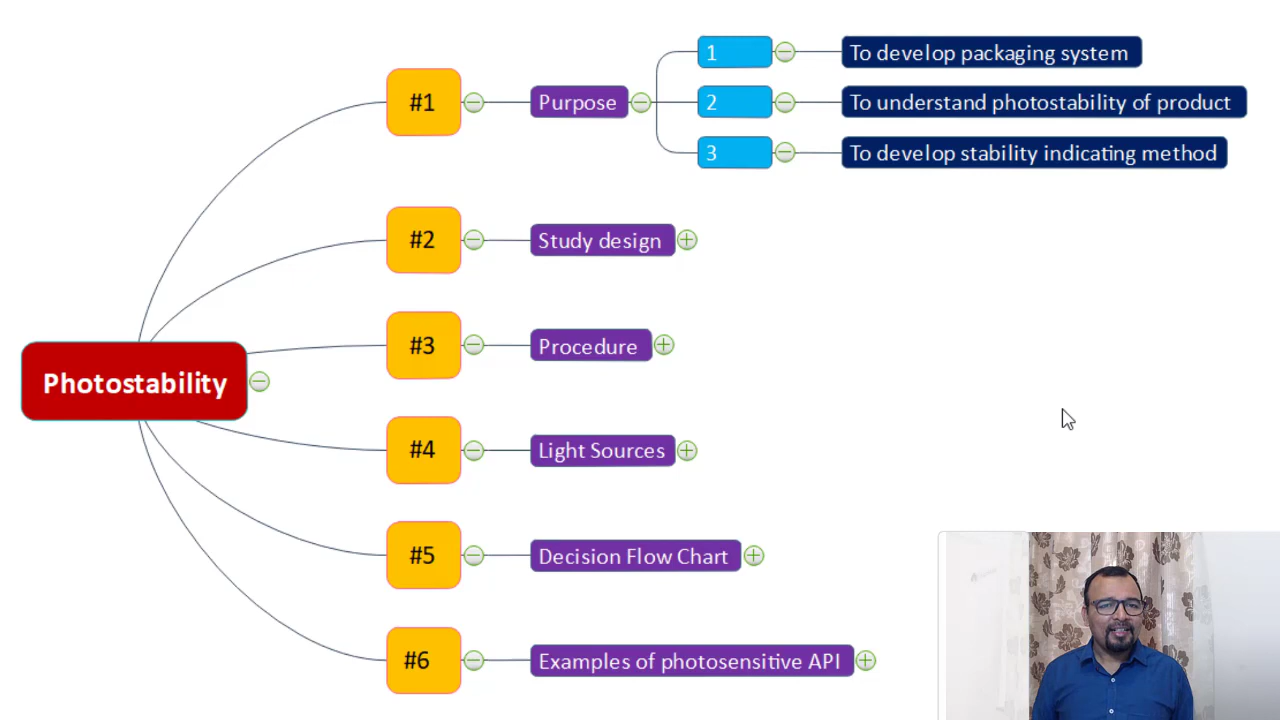 #1
Purpose
1
To develop packaging system
2
To understand photostability of product
3
To develop stability indicating method
#2
Study design
#3
Procedure
Photostability
#4
Light Sources
#5
Decision Flow Chart
#6
Examples of photosensitive API